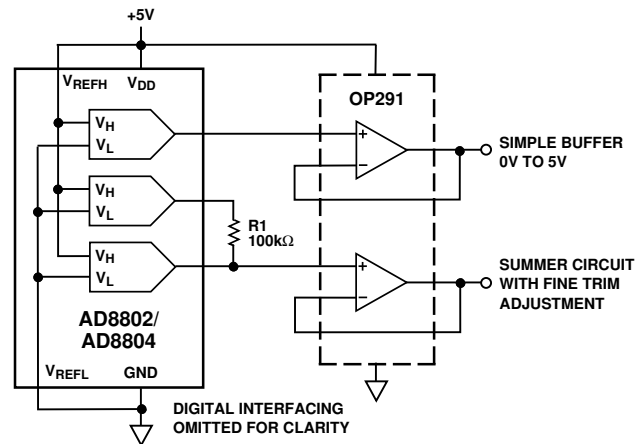 +5V
VREFH
VDD
OP291
VH
VL
SIMPLE BUFFER
0V TO 5V
VH
VL
R1
100kΩ
VH
VL
SUMMER CIRCUIT
WITH FINE TRIM
ADJUSTMENT
AD8802/
AD8804
VREFL
GND
DIGITAL INTERFACING
OMITTED FOR CLARITY
+
−
+
−